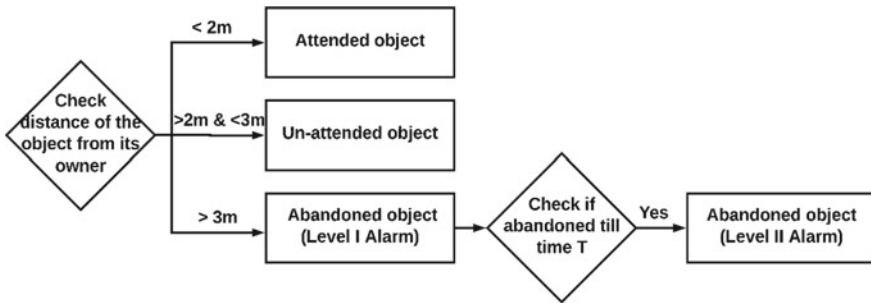 < 2m
Attended object
Check
distance of the
object from its
owner
>2m & <3m
Un-attended object
> 3m
Abandoned object
(Level I Alarm)
Check if
abandoned till
time T
Yes
Abandoned object
(Level II Alarm)